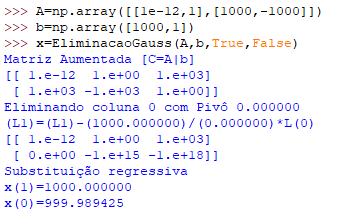 >>> A=np.array([[1e-12,1],[1000,-1000]])
>>> b=np.array([1000,1])
>>> x=EliminacaoGauss(A,b,True,False)
Matriz Aumentada [C=A|b]
[[ 1.e-12  1.e+00  1.e+03]
 [ 1.e+03 -1.e+03  1.e+00]]
Eliminando coluna 0 com Pivô 0.000000
(L1)=(L1)-(1000.000000)/(0.000000)*L(0)
[[ 1.e-12  1.e+00  1.e+03]
 [ 0.e+00 -1.e+15 -1.e+18]]
Substituição regressiva
x(1)=1000.000000
x(0)=999.989425